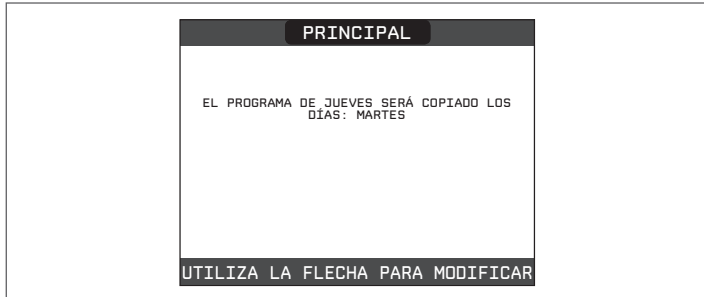 PRINCIPAL
EL PROGRAMA DE JUEVES SERÁ COPIADO LOS
DÍAS: MARTES
UTILIZA LA FLECHA PARA MODIFICAR